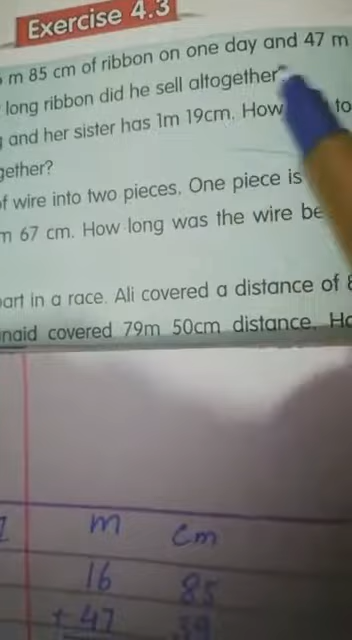 Exercise 4.3
m 85 cm of ribbon on one day and 47 m
long ribbon did he sell altogether
and her sister has 1m 19cm. How to
gether?
f wire into two pieces. One piece is
m 67 cm. How long was the wire be
part in a race. Ali covered a distance of 8
naid covered 79m 50cm distance. Ho
m cm
16 85
+ 47